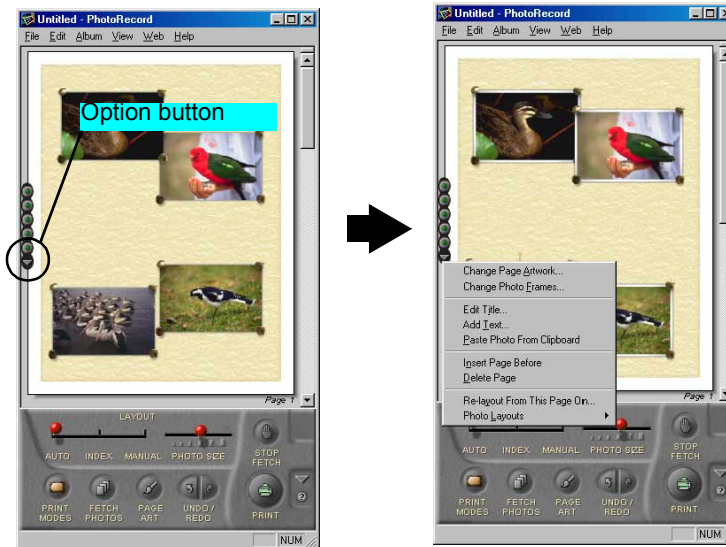 Untitled - PhotoRecord
File Edit Album View Web Help
Option button
Page 1
LAYOUT
AUTO INDEX MANUAL PHOTO SIZE
STOP FETCH
PRINT MODES
FETCH PHOTOS
PAGE ART
UNDO / REDO
PRINT
NUM
Untitled - PhotoRecord
File Edit Album View Web Help
Change Page Artwork...
Change Photo Frames...
Edit Title...
Add Text...
Paste Photo From Clipboard
Insert Page Before
Delete Page
Re-layout From This Page On...
Photo Layouts
Page 1
AUTO INDEX MANUAL PHOTO SIZE
STOP FETCH
PRINT MODES
FETCH PHOTOS
PAGE ART
UNDO / REDO
PRINT
NUM